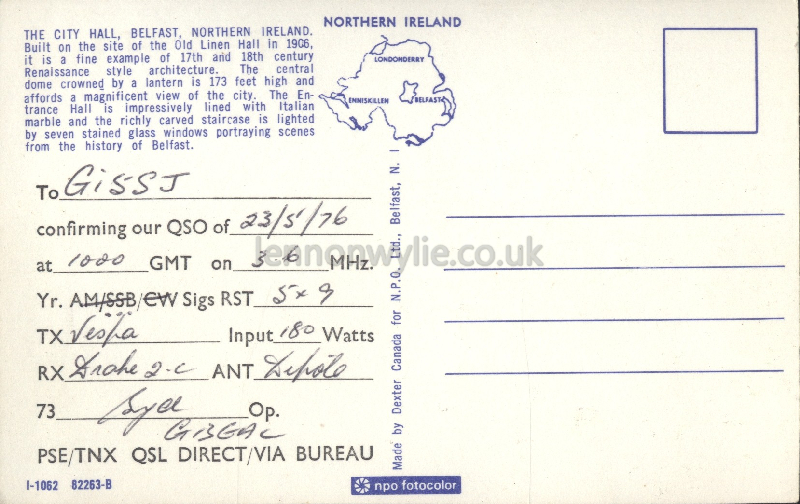 THE CITY HALL, BELFAST, NORTHERN IRELAND.
Built on the site of the Old Linen Hall in 1906,
it is a fine example of 17th and 18th century
Renaissance style architecture. The central
dome crowned by a lantern is 173 feet high and
affords a magnificent view of the city. The En-
trance Hall is impressively lined with Italian
marble and the richly carved staircase is lighted
by seven stained glass windows portraying scenes
from the history of Belfast.
NORTHERN IRELAND
LONDONDERRY
ENNISKILLEN
BELFAST
To Gi5SJ
confirming our QSO of 23/5/76
at 1000 GMT on 3.6 MHz.
Yr. AM/SSB/CW Sigs RST 5x9
TX Vespa Input 180 Watts
RX Drake 2-C ANT Dipole
73 Syd Op.
PSE/TNX QSL DIRECT/VIA BUREAU
I-1062 82263-B
Made by Dexter Canada for N.P.O. Ltd., Belfast, N. I
npo fotocolor
lennonwylie.co.uk